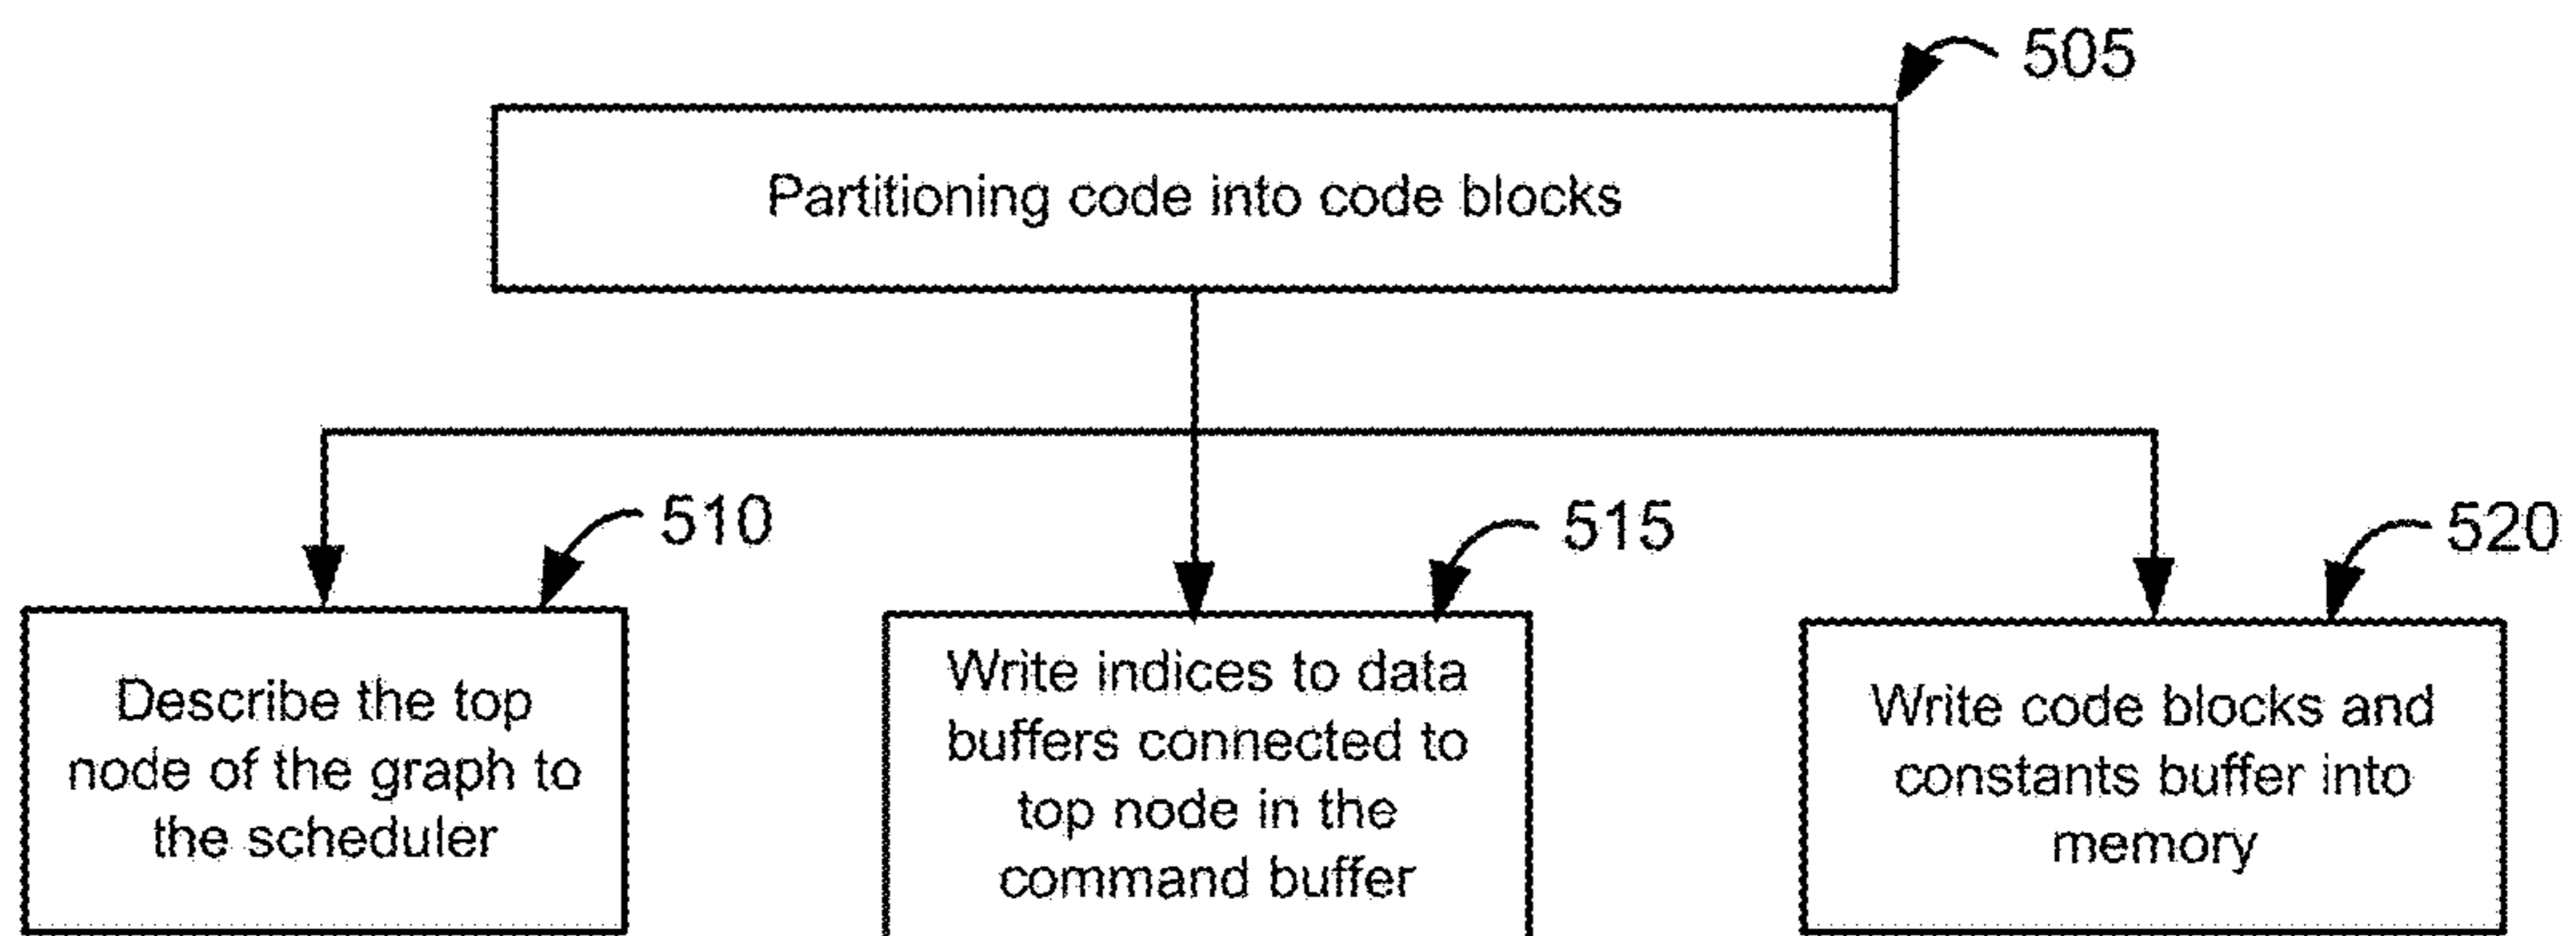 505
Partitioning code into code blocks
510
515
520
Describe the top
node of the graph to
the scheduler
Write indices to data
buffers connected to
top node in the
command buffer
Write code blocks and
constants buffer into
memory